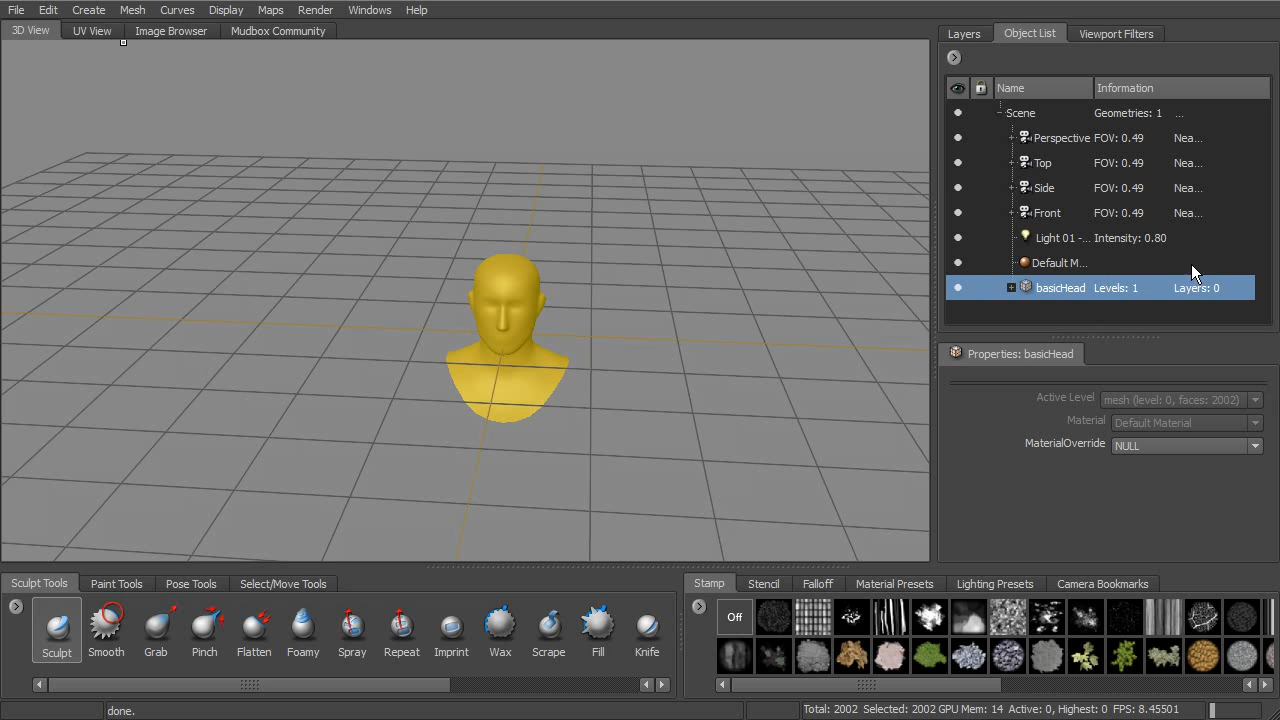 File Edit Create Mesh Curves Display Maps Render Windows Help
3D View UV View Image Browser Mudbox Community
Layers Object List Viewport Filters
Name Information
Scene Geometries: 1 ...
Perspective FOV: 0.49 Nea...
Top FOV: 0.49 Nea...
Side FOV: 0.49 Nea...
Front FOV: 0.49 Nea...
Light 01 -... Intensity: 0.80
Default M...
basicHead Levels: 1 Layers: 0
Properties: basicHead
Active Level mesh (level: 0, faces: 2002)
Material Default Material
MaterialOverride NULL
Sculpt Tools Paint Tools Pose Tools Select/Move Tools
Sculpt Smooth Grab Pinch Flatten Foamy Spray Repeat Imprint Wax Scrape Fill Knife
Stamp Stencil Falloff Material Presets Lighting Presets Camera Bookmarks
Off
done.
Total: 2002 Selected: 2002 GPU Mem: 14 Active: 0, Highest: 0 FPS: 8.45501